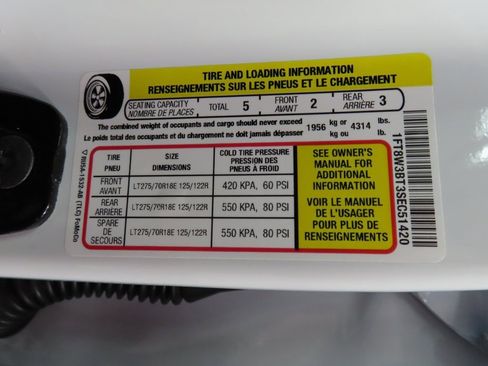 TIRE AND LOADING INFORMATION
RENSEIGNEMENTS SUR LES PNEUS ET LE CHARGEMENT
SEATING CAPACITY TOTAL 5 FRONT 2 REAR 3
NOMBRE DE PLACES AVANT ARRIÈRE
The combined weight of occupants and cargo should never exceed 1956 kg or 4314 lbs.
Le poids total des occupants et du chargement ne doit jamais dépasser kg ou lb.
TIRE SIZE COLD TIRE PRESSURE
PNEU DIMENSIONS PRESSION DES
PNEUS À FROID
FRONT
AVANT LT275/70R18E 125/122R 420 KPA, 60 PSI
REAR
ARRIÈRE LT275/70R18E 125/122R 550 KPA, 80 PSI
SPARE
DE SECOURS LT275/70R18E 125/122R 550 KPA, 80 PSI
SEE OWNER'S
MANUAL FOR
ADDITIONAL
INFORMATION
VOIR LE MANUEL
DE L'USAGER
POUR PLUS DE
RENSEIGNEMENTS
1FT8W3BT3SEC51420